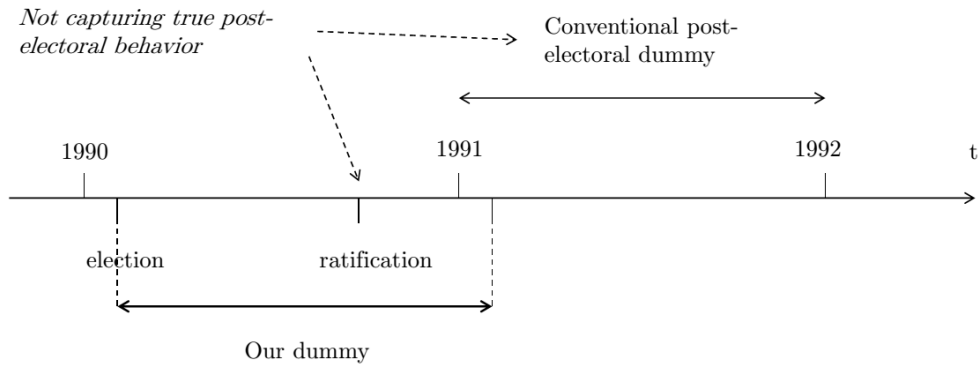 Not capturing true post-
electoral behavior
Conventional post-
electoral dummy
1990
1991
1992
t
election
ratification
Our dummy